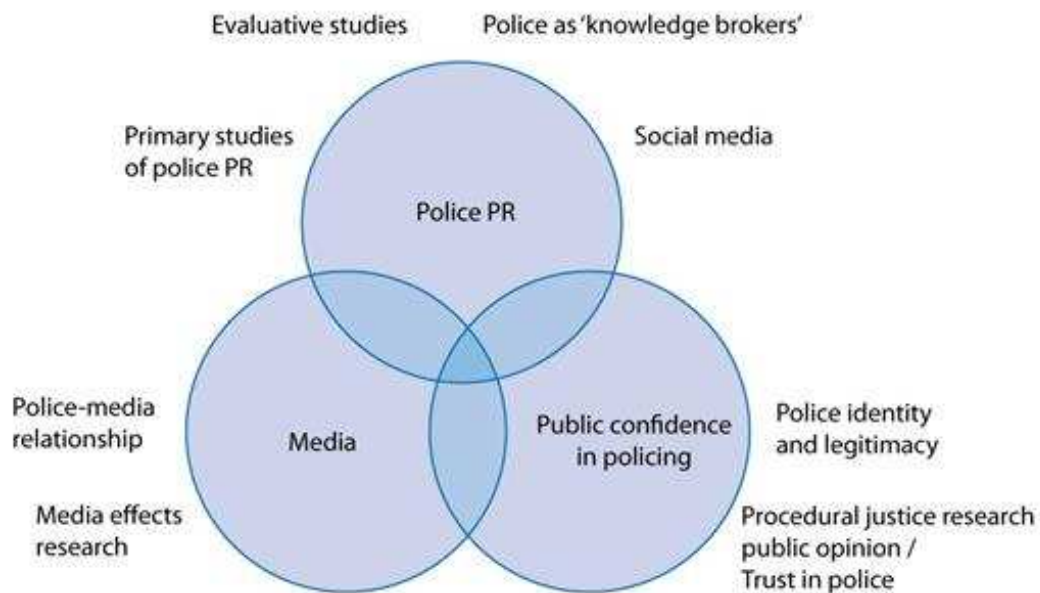 Evaluative studies
Police as ‘knowledge brokers’
Primary studies
of police PR
Social media
Police PR
Police-media
relationship
Media
Public confidence
in policing
Police identity
and legitimacy
Media effects
research
Procedural justice research
public opinion /
Trust in police